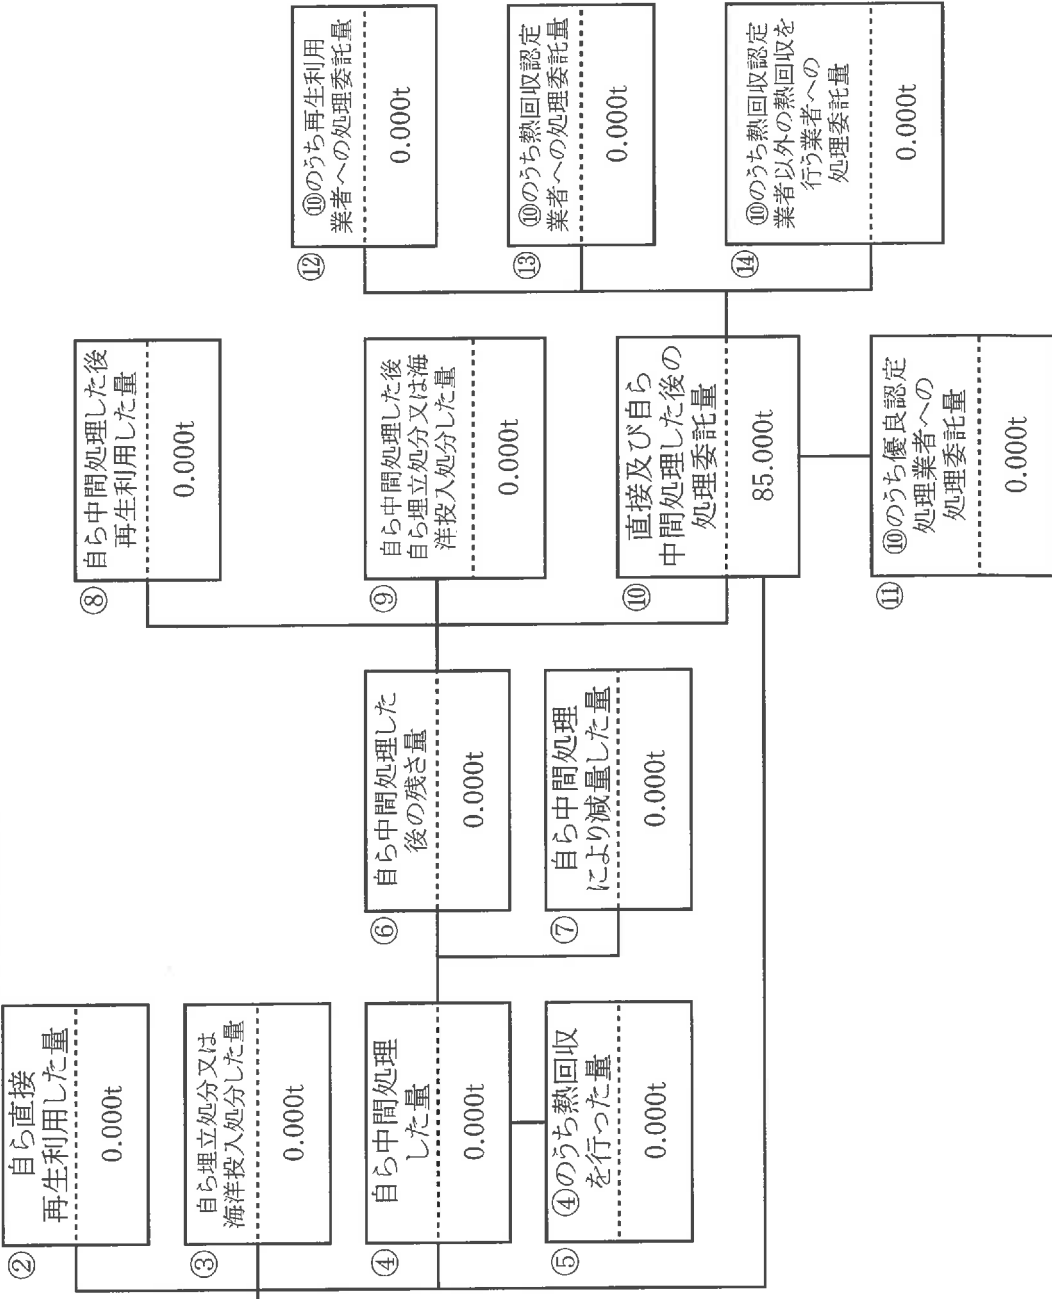 ②
自ら直接
再生利用した量
0.000t
③
自ら埋立処分又は
海洋投入処分した量
0.000t
④
自ら中間処理
した量
0.000t
⑤
④のうち熱回収
を行った量
0.000t
⑥
自ら中間処理した
後の残さ量
0.000t
⑦
自ら中間処理
により減量した量
0.000t
⑧
自ら中間処理した後
再生利用した量
0.000t
⑨
自ら中間処理した後
自ら埋立処分又は海
洋投入処分した量
0.000t
⑩
直接及び自ら
中間処理した後の
処理委託量
85.000t
⑪
⑩のうち優良認定
処理業者への
処理委託量
0.000t
⑫
⑩のうち再生利用
業者への処理委託量
0.000t
⑬
⑩のうち熱回収認定
業者への処理委託量
0.000t
⑭
⑩のうち熱回収認定
業者以外の熱回収を
行う業者への
処理委託量
0.000t